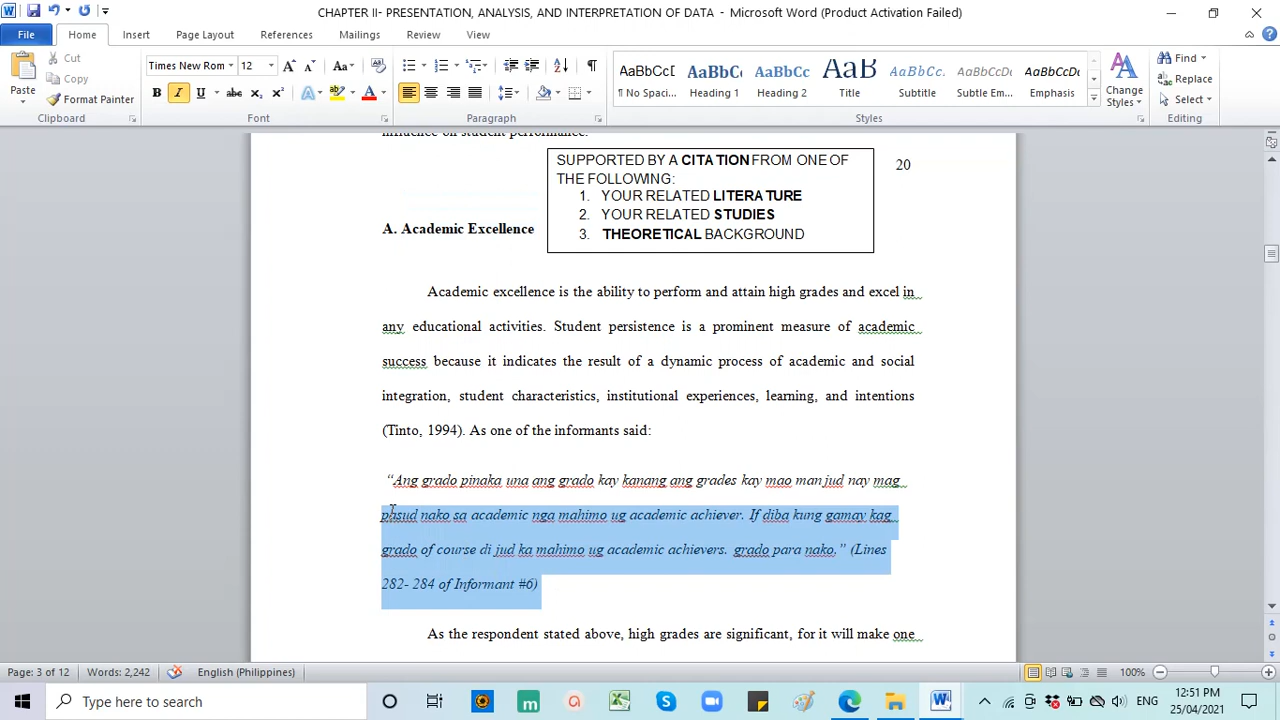 CHAPTER II- PRESENTATION, ANALYSIS, AND INTERPRETATION OF DATA - Microsoft Word (Product Activation Failed)
File Home Insert Page Layout References Mailings Review View
Paste
Cut
Copy
Format Painter
Clipboard
Times New Rom 12
Font
Paragraph
AaBbCcD AaBbC AaBbCc AaB AaBbCc. AaBbCcDc AaBbCcDc
¶ No Spaci... Heading 1 Heading 2 Title Subtitle Subtle Em... Emphasis
Styles
Change Styles
Find
Replace
Select
Editing
influence on student performance.
SUPPORTED BY A CITATION FROM ONE OF
THE FOLLOWING:
1. YOUR RELATED LITERATURE
2. YOUR RELATED STUDIES
3. THEORETICAL BACKGROUND
20
A. Academic Excellence
Academic excellence is the ability to perform and attain high grades and excel in
any educational activities. Student persistence is a prominent measure of academic
success because it indicates the result of a dynamic process of academic and social
integration, student characteristics, institutional experiences, learning, and intentions
(Tinto, 1994). As one of the informants said:
“Ang grado pinaka una ang grado kay kanang ang grades kay mao man jud nay mag
pasud nako sa academic nga mahimo ug academic achiever. If diba kung gamay kag
grado of course di jud ka mahimo ug academic achievers. grado para nako.” (Lines
282- 284 of Informant #6)
As the respondent stated above, high grades are significant, for it will make one
Page: 3 of 12 Words: 2,242 English (Philippines) 100%
Type here to search
ENG
12:51 PM
25/04/2021